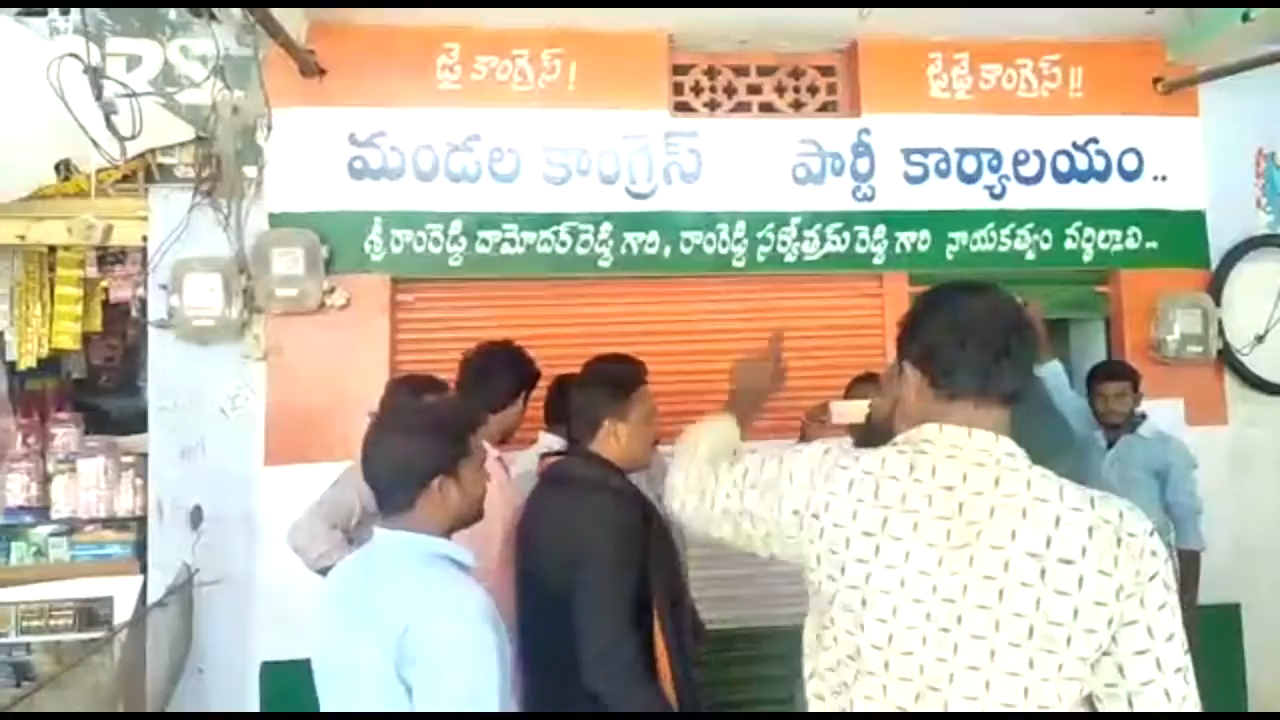 జై కాంగ్రెస్! జైజై కాంగ్రెస్!!
మండల కాంగ్రెస్ పార్టీ కార్యాలయం..
శ్రీ రాంరెడ్డి దామోదర్ రెడ్డి గారి, రాంరెడ్డి సర్వోత్తమ్ రెడ్డి గారి నాయకత్వం వర్ధిల్లాలి..